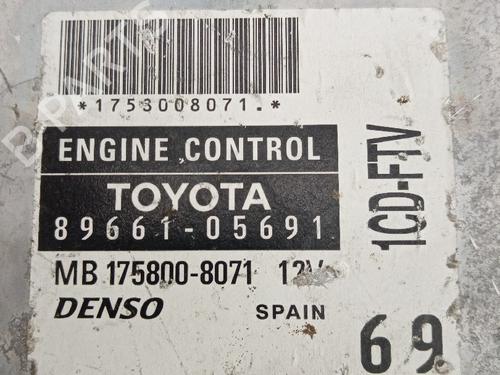 *1753008071.*
ENGINE CONTROL
TOYOTA
89661-05691
MB 175800-8071 12V
DENSO SPAIN
1CD-FTV
69